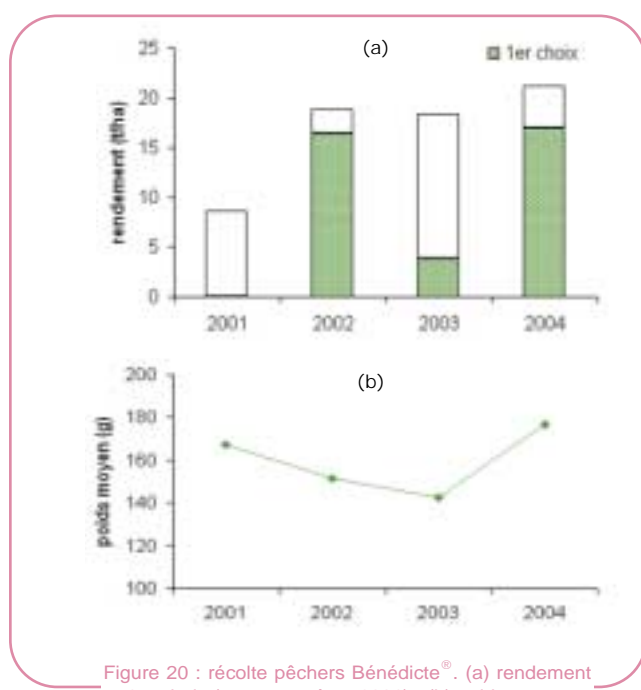 (a)
1er choix
rendement (t/ha)
25
20
15
10
5
0
2001 2002 2003 2004
(b)
poids moyen (g)
200
180
160
140
120
100
2001 2002 2003 2004
Figure 20 : récolte pêchers Bénédicte®. (a) rendement